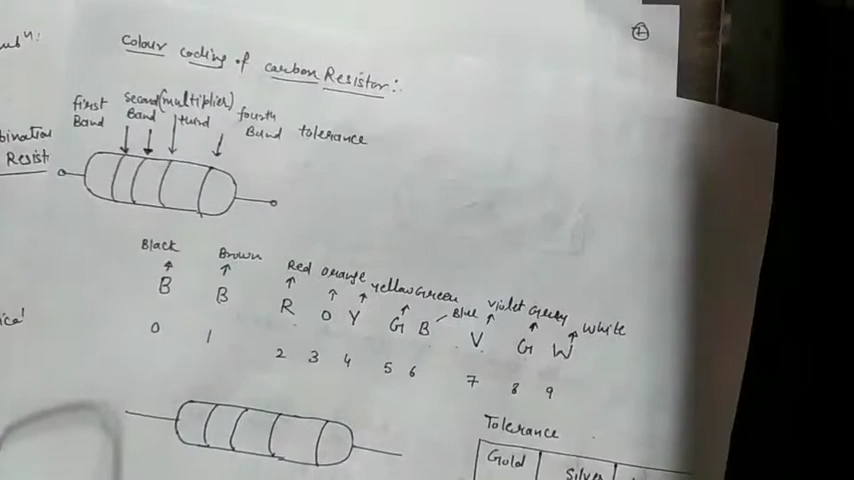 7
Colour coding of carbon Resistor:
first second (multiplier)
Band Band third fourth
Band tolerance
Resist
Black Brown Red orange yellow Green Blue violet Grey White
B B R O Y G B V G W
0 1 2 3 4 5 6 7 8 9
Tolerance
Gold Silver